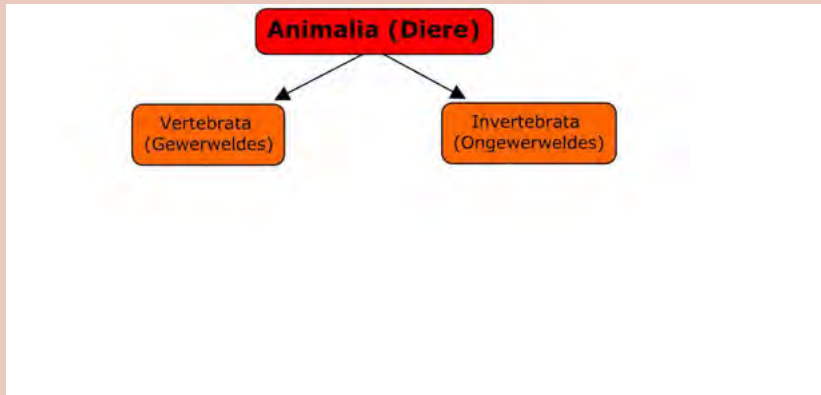 Animalia (Diere)
Vertebrata
(Gewerweldes)
Invertebrata
(Ongewerweldes)